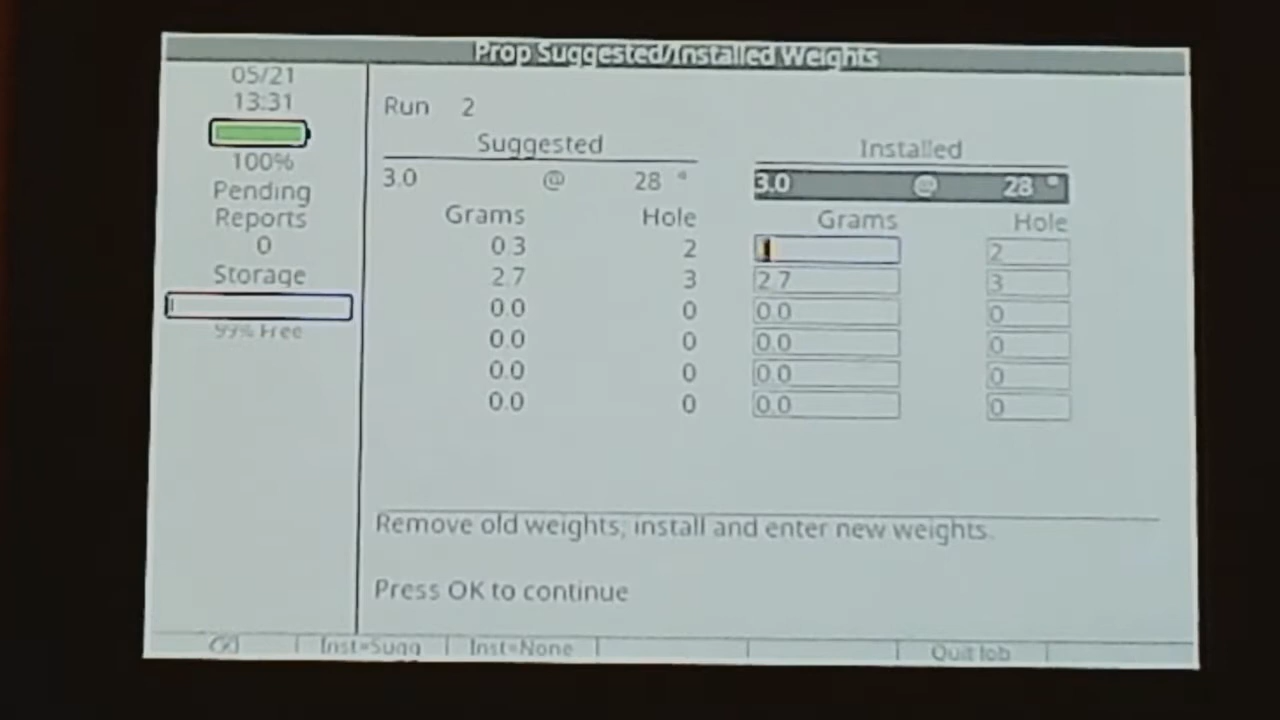 Prop Suggested/Installed Weights
05/21
13:31
100%
Pending
Reports
0
Storage
99% Free
Run 2
Suggested
3.0 @ 28 °
Grams Hole
0.3 2
2.7 3
0.0 0
0.0 0
0.0 0
0.0 0
Installed
3.0 @ 28 °
Grams Hole
2
2.7 3
0.0 0
0.0 0
0.0 0
0.0 0
Remove old weights, install and enter new weights.
Press OK to continue
Inst=Sugg Inst=None Quit Job